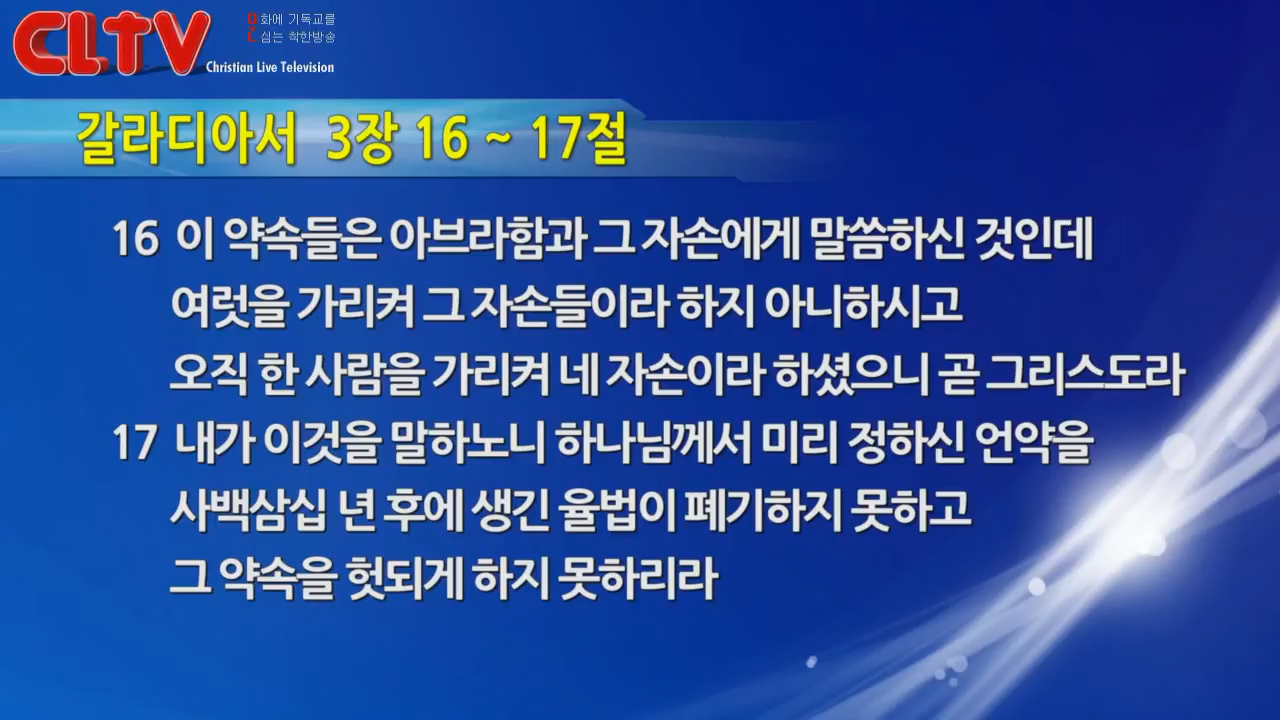 CLTV
문화에 기독교를
심는 착한방송
Christian Live Television
갈라디아서 3장 16 ~ 17절
16 이 약속들은 아브라함과 그 자손에게 말씀하신 것인데
여럿을 가리켜 그 자손들이라 하지 아니하시고
오직 한 사람을 가리켜 네 자손이라 하셨으니 곧 그리스도라
17 내가 이것을 말하노니 하나님께서 미리 정하신 언약을
사백삼십 년 후에 생긴 율법이 폐기하지 못하고
그 약속을 헛되게 하지 못하리라